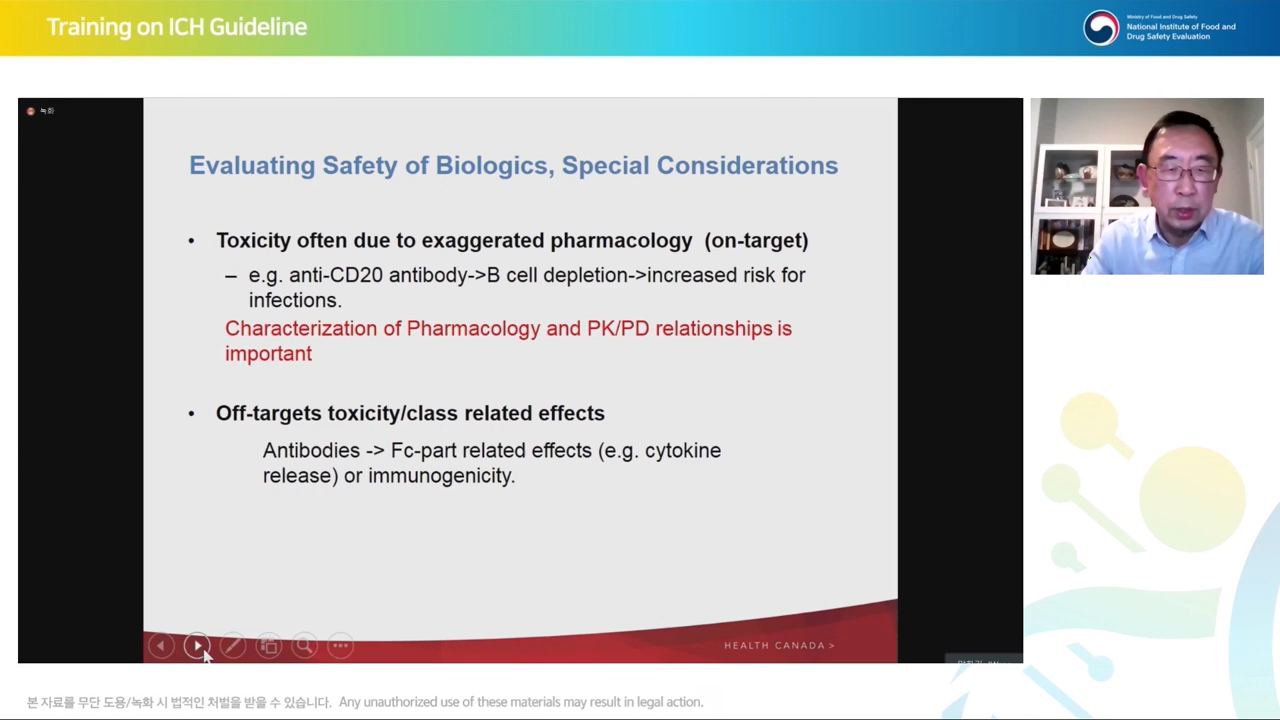 Training on ICH Guideline
Ministry of Food and Drug Safety
National Institute of Food and
Drug Safety Evaluation
녹화
Evaluating Safety of Biologics, Special Considerations
• Toxicity often due to exaggerated pharmacology (on-target)
– e.g. anti-CD20 antibody->B cell depletion->increased risk for
infections.
Characterization of Pharmacology and PK/PD relationships is
important
• Off-targets toxicity/class related effects
Antibodies -> Fc-part related effects (e.g. cytokine
release) or immunogenicity.
HEALTH CANADA >
본 자료를 무단 도용/녹화 시 법적인 처벌을 받을 수 있습니다. Any unauthorized use of these materials may result in legal action.